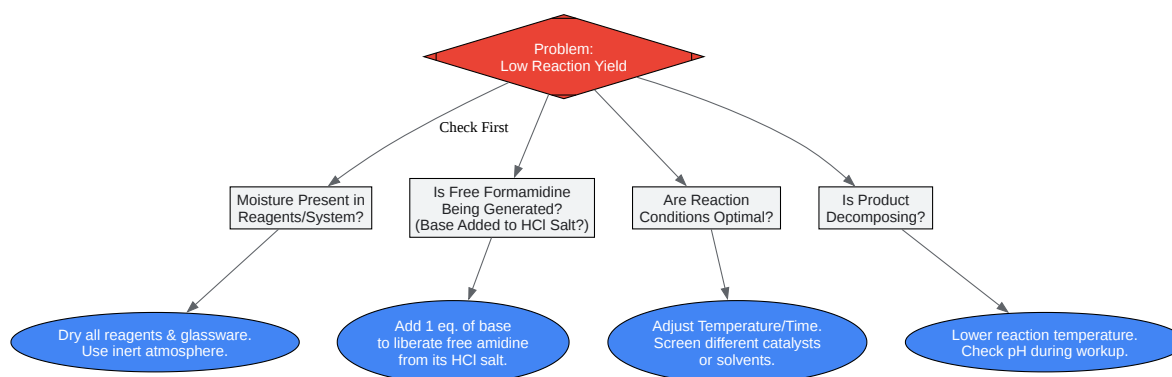 Problem:
Low Reaction Yield
Check First
Moisture Present in
Reagents/System?
Is Free Formamidine
Being Generated?
(Base Added to HCl Salt?)
Are Reaction
Conditions Optimal?
Is Product
Decomposing?
Dry all reagents & glassware.
Use inert atmosphere.
Add 1 eq. of base
to liberate free amidine
from its HCl salt.
Adjust Temperature/Time.
Screen different catalysts
or solvents.
Lower reaction temperature.
Check pH during workup.